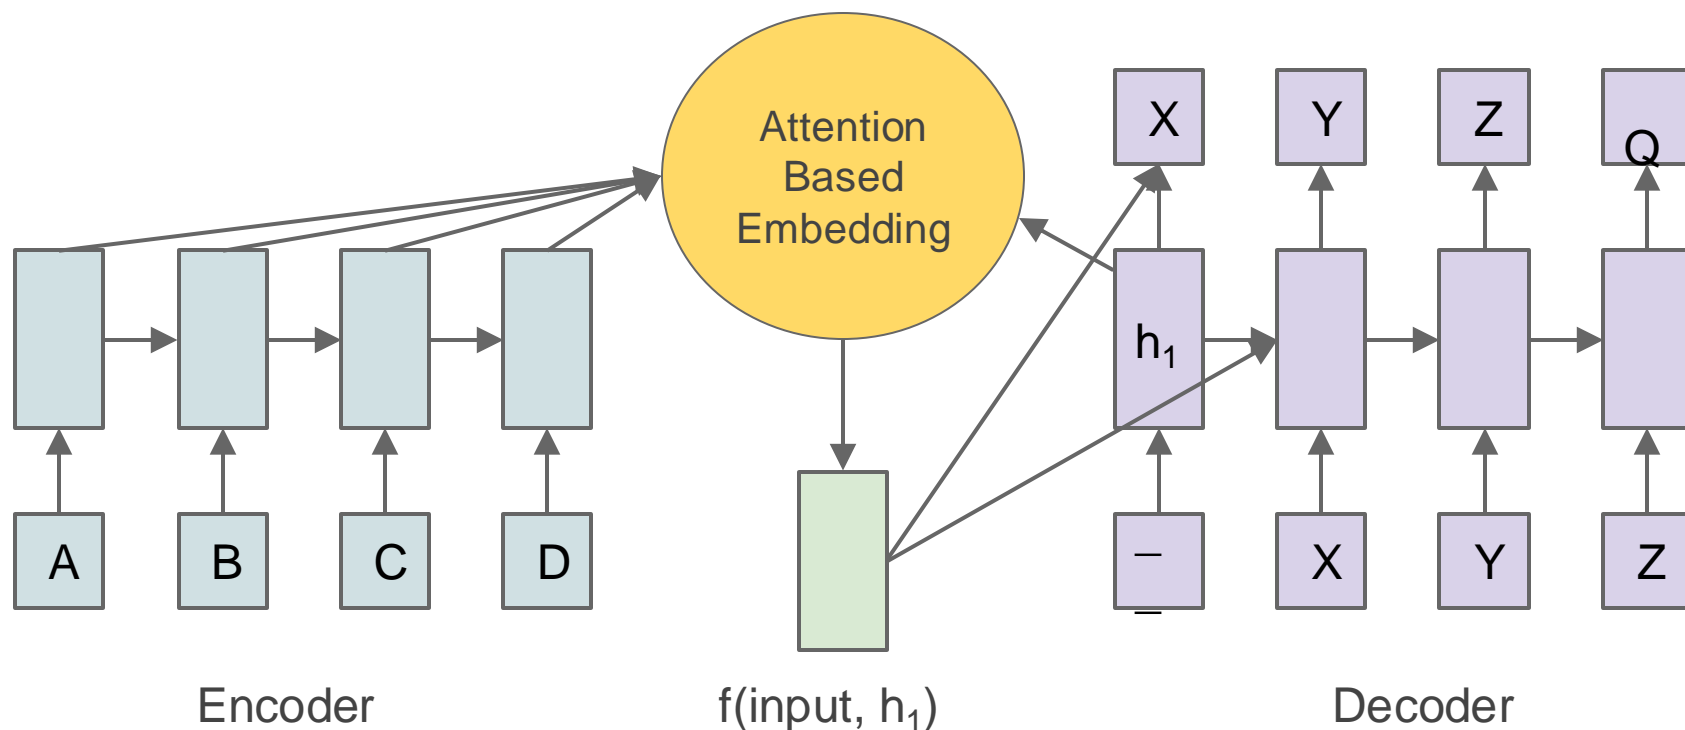 Attention
Based
Embedding
X Y Z Q
h₁
A B C D
_ X Y Z
_
Encoder
f(input, h₁)
Decoder